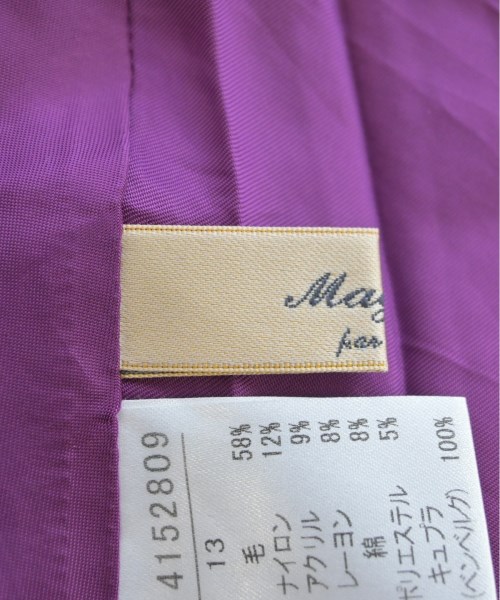 Mag
par
4152809
13
毛 58%
ナイロン 12%
アクリル 9%
レーヨン 8%
綿 8%
ポリエステル 5%
キュプラ 100%
(ベンベルグ)